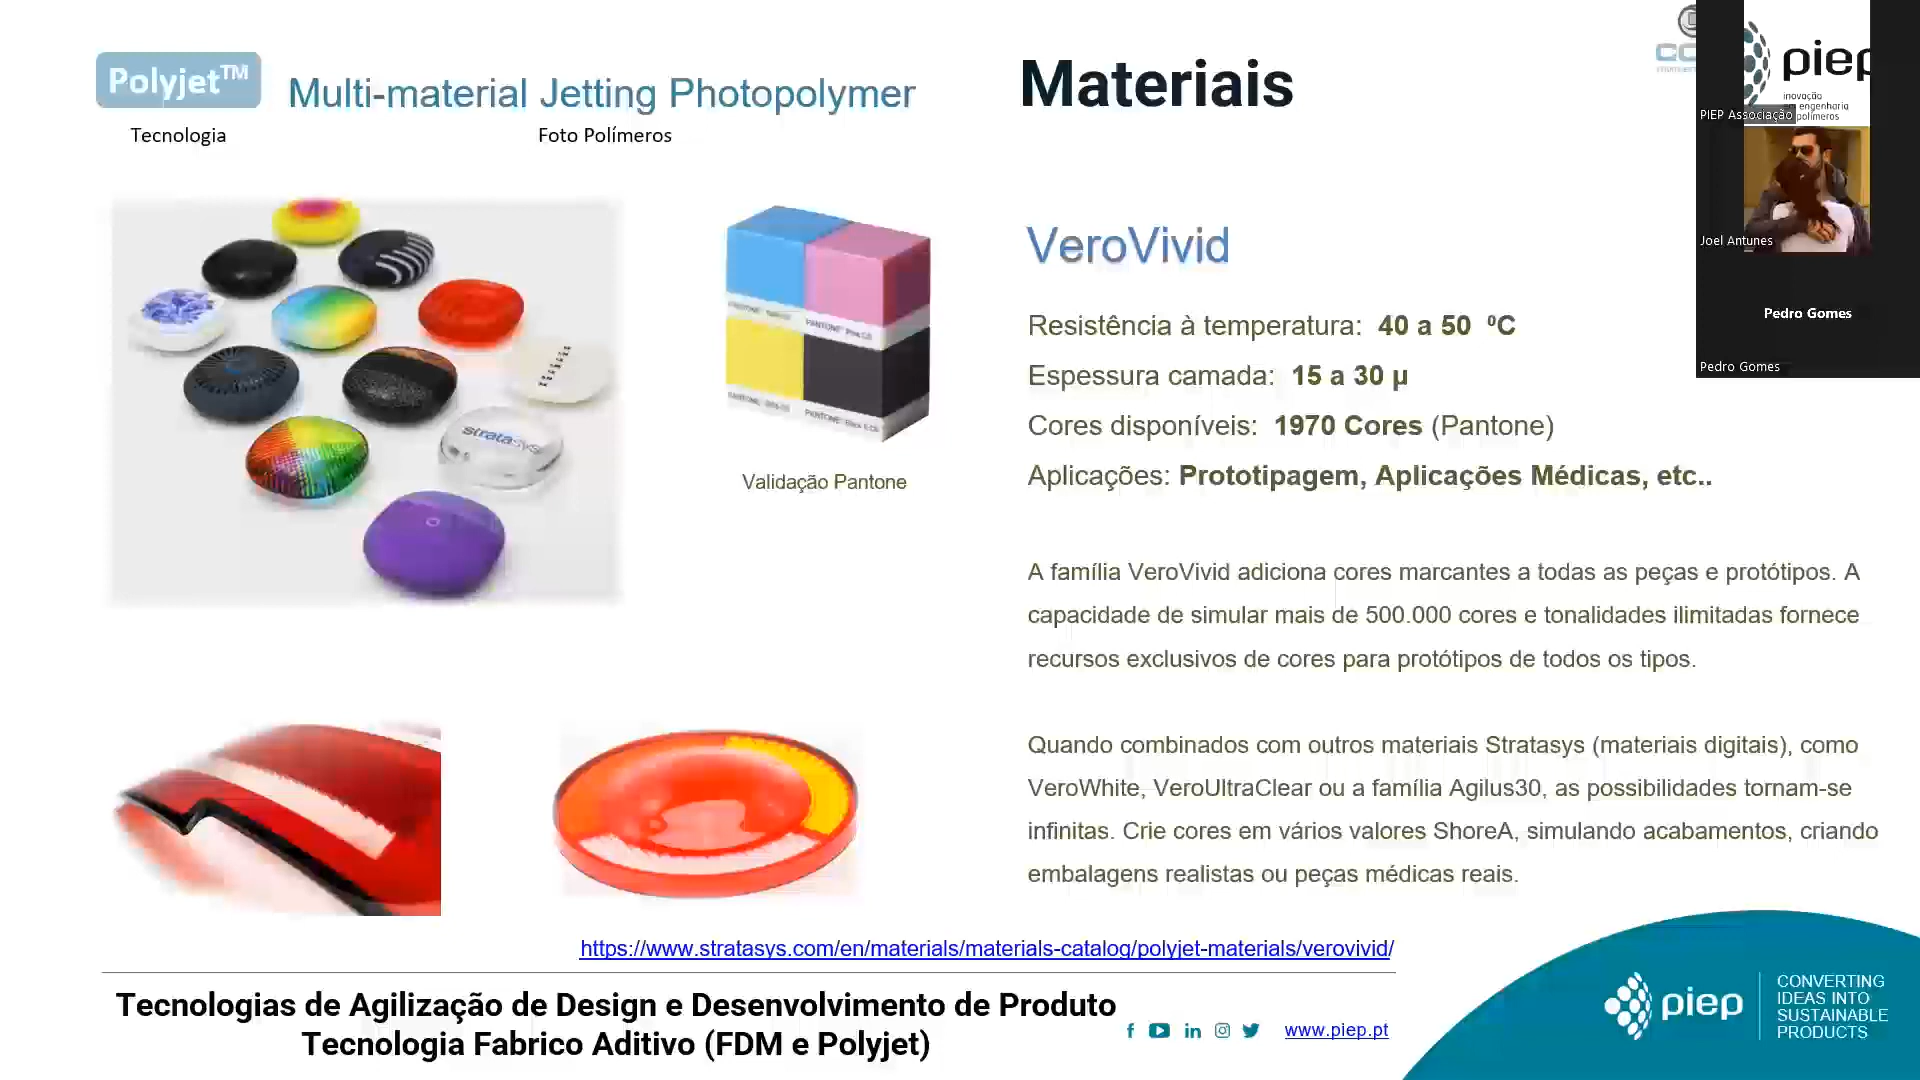 Polyjet™
Multi-material Jetting Photopolymer
Tecnologia
Foto Polímeros
Materiais
stratasys
PANTONE
PANTONE
PANTONE
PANTONE
Validação Pantone
VeroVivid
Resistência à temperatura: 40 a 50 ⁰C
Espessura camada: 15 a 30 µ
Cores disponíveis: 1970 Cores (Pantone)
Aplicações: Prototipagem, Aplicações Médicas, etc..
A família VeroVivid adiciona cores marcantes a todas as peças e protótipos. A
capacidade de simular mais de 500.000 cores e tonalidades ilimitadas fornece
recursos exclusivos de cores para protótipos de todos os tipos.
Quando combinados com outros materiais Stratasys (materiais digitais), como
VeroWhite, VeroUltraClear ou a família Agilus30, as possibilidades tornam-se
infinitas. Crie cores em vários valores ShoreA, simulando acabamentos, criando
embalagens realistas ou peças médicas reais.
https://www.stratasys.com/en/materials/materials-catalog/polyjet-materials/verovivid/
Tecnologias de Agilização de Design e Desenvolvimento de Produto
Tecnologia Fabrico Aditivo (FDM e Polyjet)
www.piep.pt
piep
CONVERTING
IDEAS INTO
SUSTAINABLE
PRODUCTS
piep
inovação
em engenharia
polímeros
PIEP Associação
Joel Antunes
Pedro Gomes
Pedro Gomes